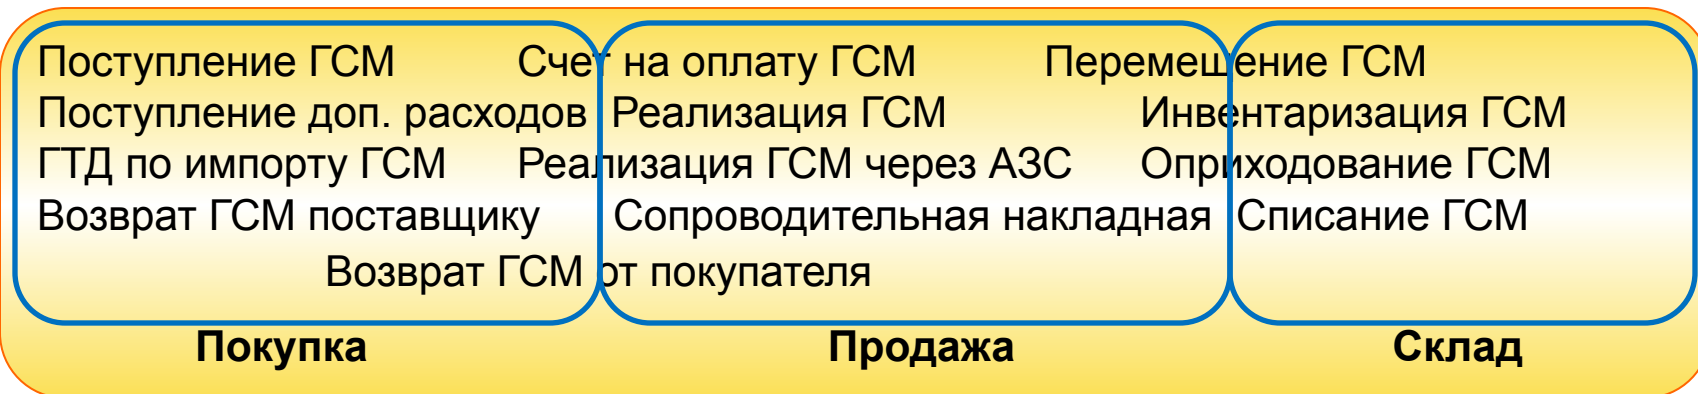 Поступление ГСМ Счет на оплату ГСМ Перемещение ГСМ
Поступление доп. расходов Реализация ГСМ Инвентаризация ГСМ
ГТД по импорту ГСМ Реализация ГСМ через АЗС Оприходование ГСМ
Возврат ГСМ поставщику Сопроводительная накладная Списание ГСМ
Возврат ГСМ от покупателя
Покупка Продажа Склад